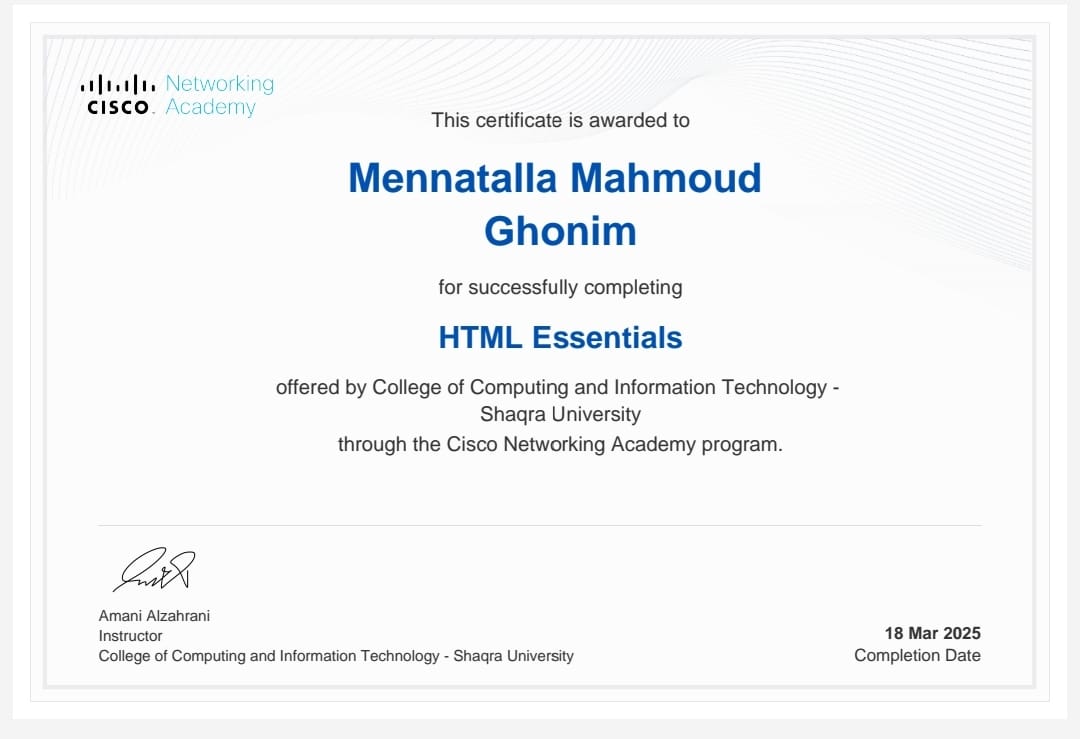 Networking
CISCO. Academy
This certificate is awarded to
Mennatalla Mahmoud
Ghonim
for successfully completing
HTML Essentials
offered by College of Computing and Information Technology -
Shaqra University
through the Cisco Networking Academy program.
Amani Alzahrani
Instructor
College of Computing and Information Technology - Shaqra University
18 Mar 2025
Completion Date